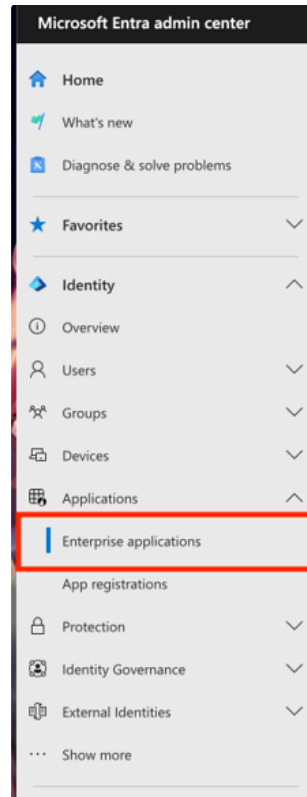 Microsoft Entra admin center
Home
What's new
Diagnose & solve problems
Favorites
Identity
Overview
Users
Groups
Devices
Applications
Enterprise applications
App registrations
Protection
Identity Governance
External Identities
Show more